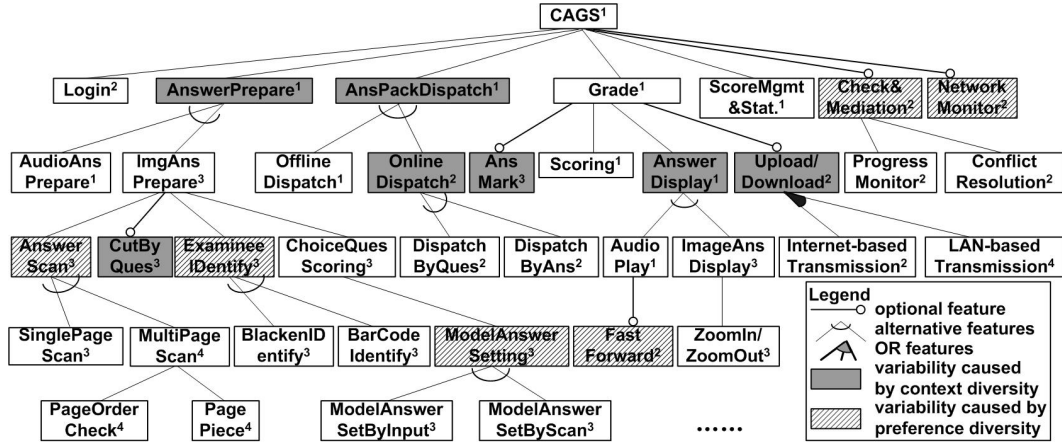 CAGS¹
Login²
AnswerPrepare¹
AnsPackDispatch¹
Grade¹
ScoreMgmt
&Stat.¹
Check&
Mediation²
Network
Monitor²
AudioAns
Prepare¹
ImgAns
Prepare³
Offline
Dispatch¹
Online
Dispatch²
Ans
Mark³
Scoring¹
Answer
Display¹
Upload/
Download²
Progress
Monitor²
Conflict
Resolution²
Answer
Scan³
CutBy
Ques³
Examinee
IDentify³
ChoiceQues
Scoring³
Dispatch
ByQues²
Dispatch
ByAns²
Audio
Play¹
ImageAns
Display³
Internet-based
Transmission²
LAN-based
Transmission⁴
SinglePage
Scan³
MultiPage
Scan⁴
BlackenID
entify³
BarCode
Identify³
ModelAnswer
Setting³
Fast
Forward²
ZoomIn/
ZoomOut³
PageOrder
Check⁴
Page
Piece⁴
ModelAnswer
SetByInput³
ModelAnswer
SetByScan³
......
Legend
optional feature
alternative features
OR features
variability caused
by context diversity
variability caused by
preference diversity